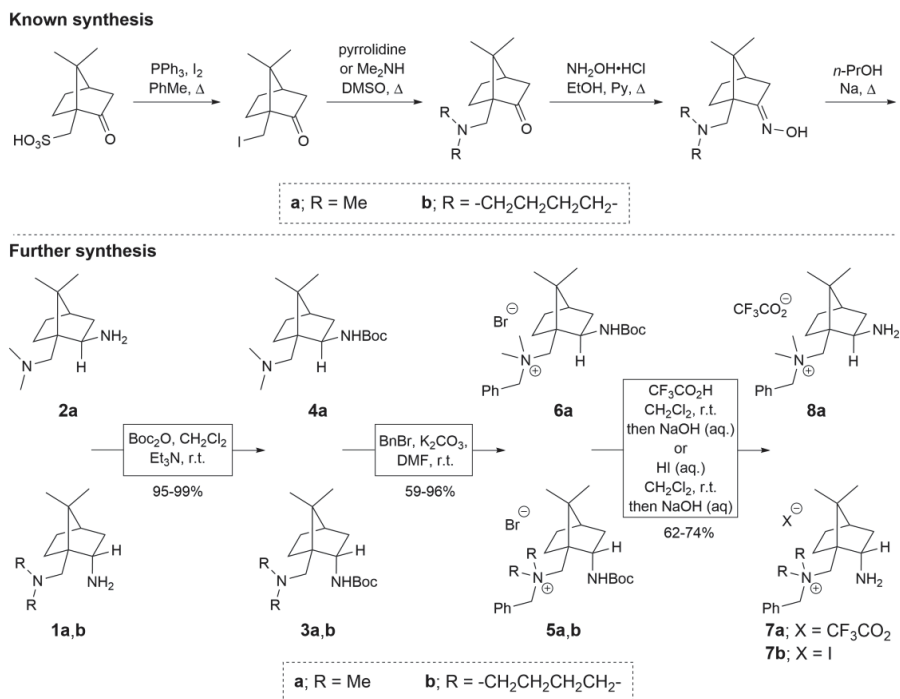 Known synthesis
PPh₃, I₂
PhMe, Δ
pyrrolidine
or Me₂NH
DMSO, Δ
NH₂OH•HCl
EtOH, Py, Δ
n-PrOH
Na, Δ
HO₃S
O
I
O
R
N
R
O
R
N
R
N
OH
a; R = Me b; R = -CH₂CH₂CH₂CH₂-
Further synthesis
NH₂
H
N
2a
NHBoc
H
N
4a
Br⊖
NHBoc
H
N⊕
Ph
6a
CF₃CO₂⊖
NH₂
H
N⊕
Ph
8a
Boc₂O, CH₂Cl₂
Et₃N, r.t.
95-99%
BnBr, K₂CO₃,
DMF, r.t.
59-96%
CF₃CO₂H
CH₂Cl₂, r.t.
then NaOH (aq.)
or
HI (aq.)
CH₂Cl₂, r.t.
then NaOH (aq)
62-74%
H
R
N
NH₂
R
1a,b
H
R
N
NHBoc
R
3a,b
Br⊖
H
R
R
N⊕
NHBoc
Ph
5a,b
X⊖
H
R
R
N⊕
NH₂
Ph
7a; X = CF₃CO₂
7b; X = I
a; R = Me b; R = -CH₂CH₂CH₂CH₂-